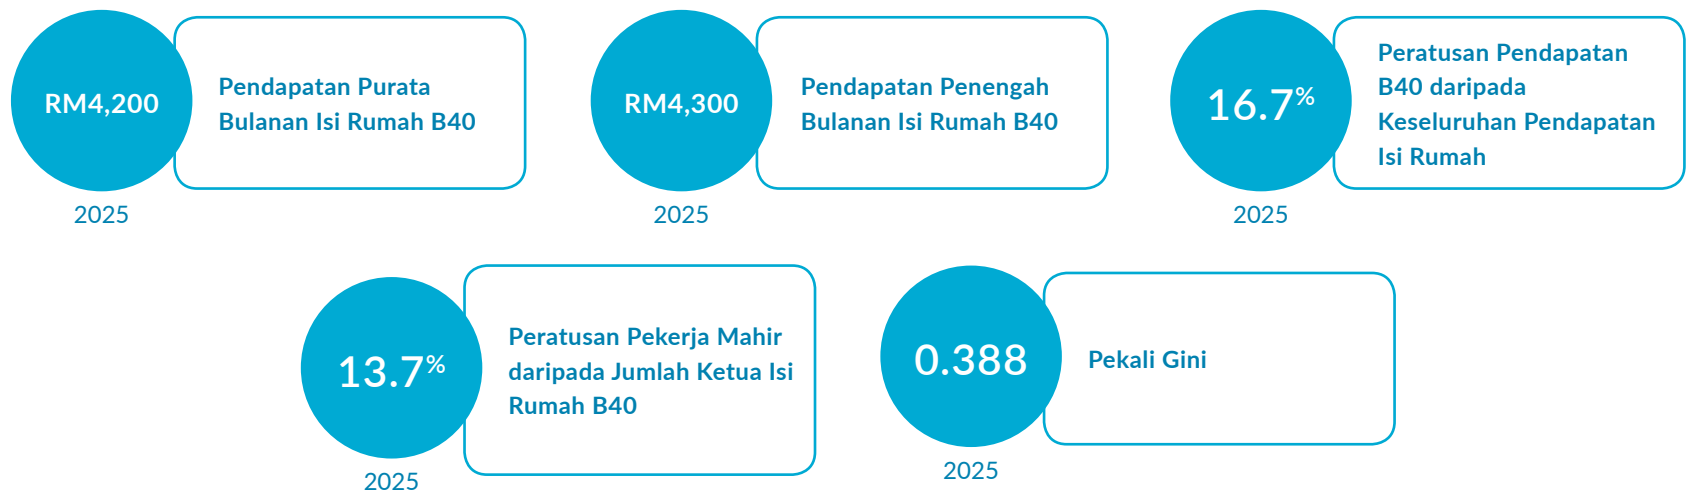 RM4,200
Pendapatan Purata
Bulanan Isi Rumah B40
2025
RM4,300
Pendapatan Penengah
Bulanan Isi Rumah B40
2025
16.7%
Peratusan Pendapatan
B40 daripada
Keseluruhan Pendapatan
Isi Rumah
2025
13.7%
Peratusan Pekerja Mahir
daripada Jumlah Ketua Isi
Rumah B40
2025
0.388
Pekali Gini
2025